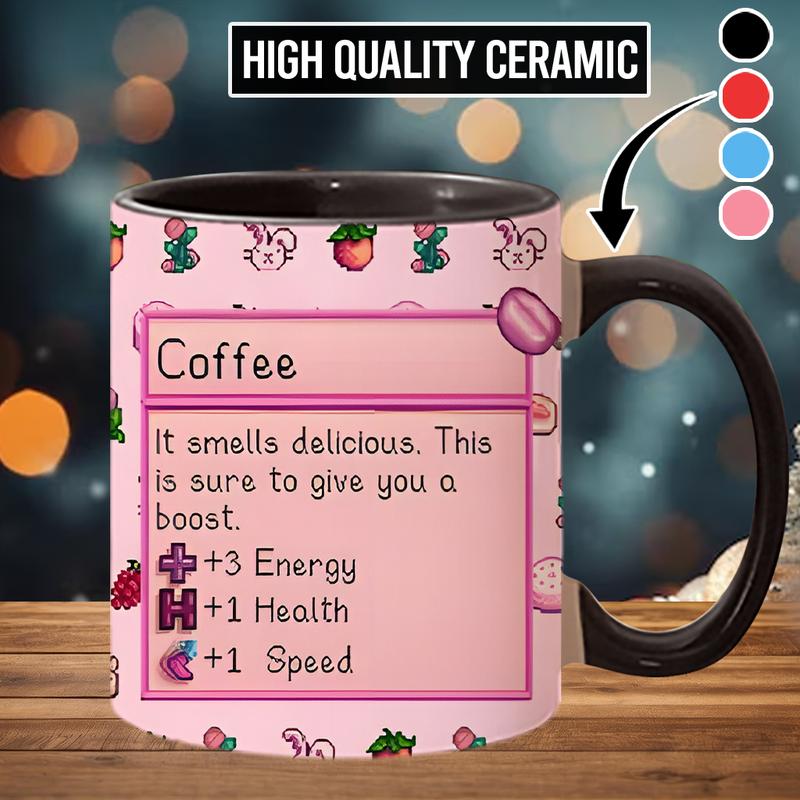 HIGH QUALITY CERAMIC
Coffee
It smells delicious. This
is sure to give you a
boost.
+3 Energy
H +1 Health
+1 Speed